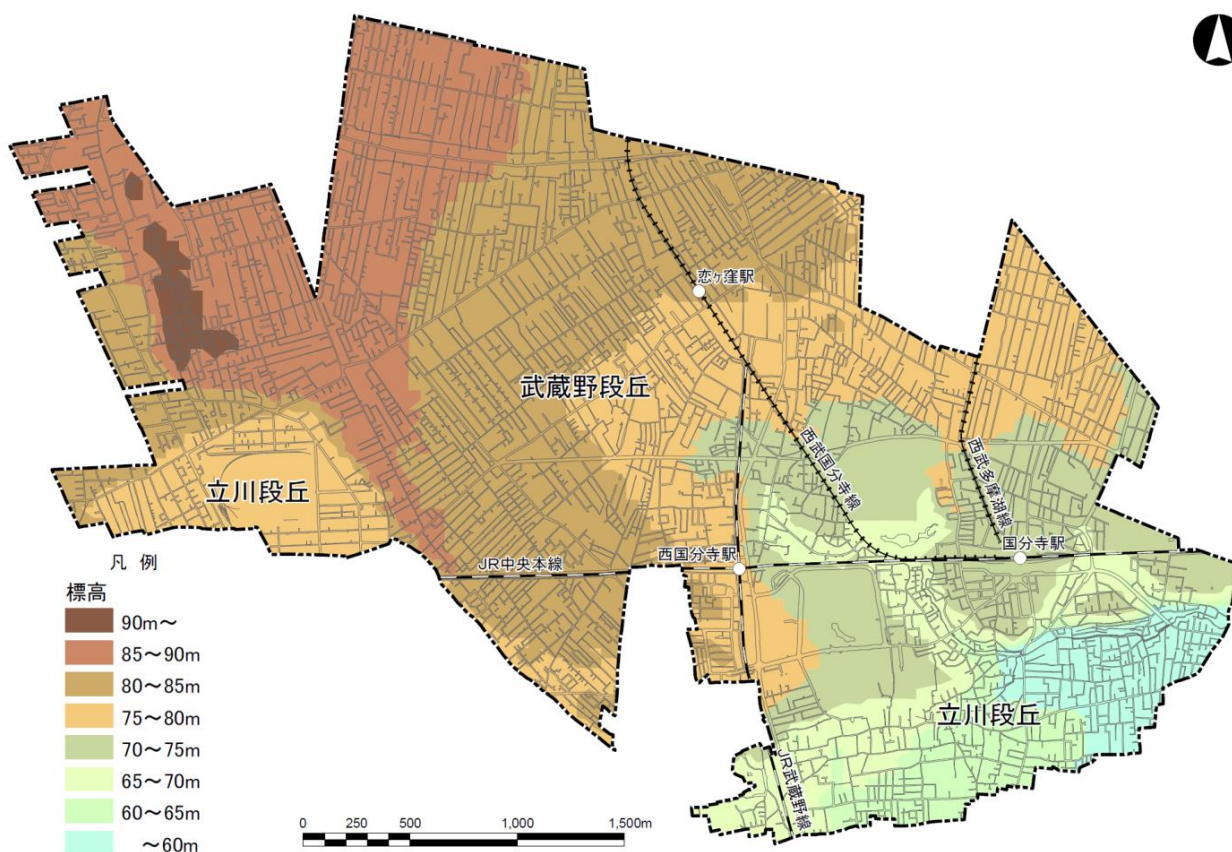 恋ヶ窪駅
武蔵野段丘
西武国分寺線
西武多摩湖線
立川段丘
国分寺駅
西国分寺駅
JR中央本線
立川段丘
JR武蔵野線
凡例
標高
90m～
85～90m
80～85m
75～80m
70～75m
65～70m
60～65m
～60m
0 250 500 1,000 1,500m